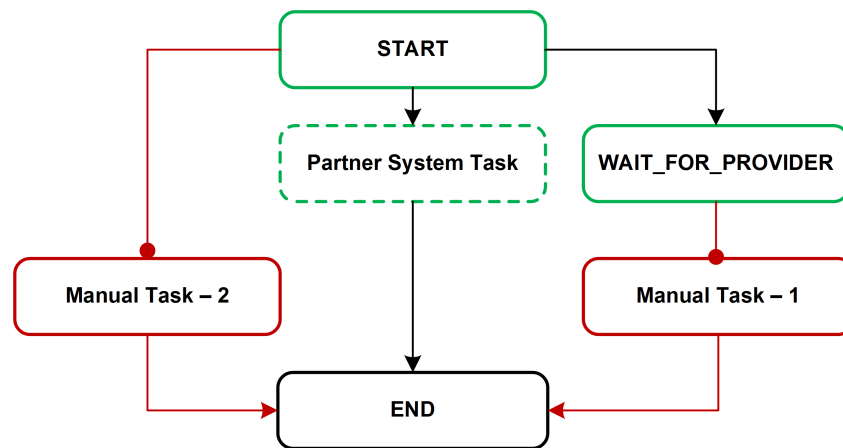 START
Partner System Task
WAIT_FOR_PROVIDER
Manual Task – 2
Manual Task – 1
END